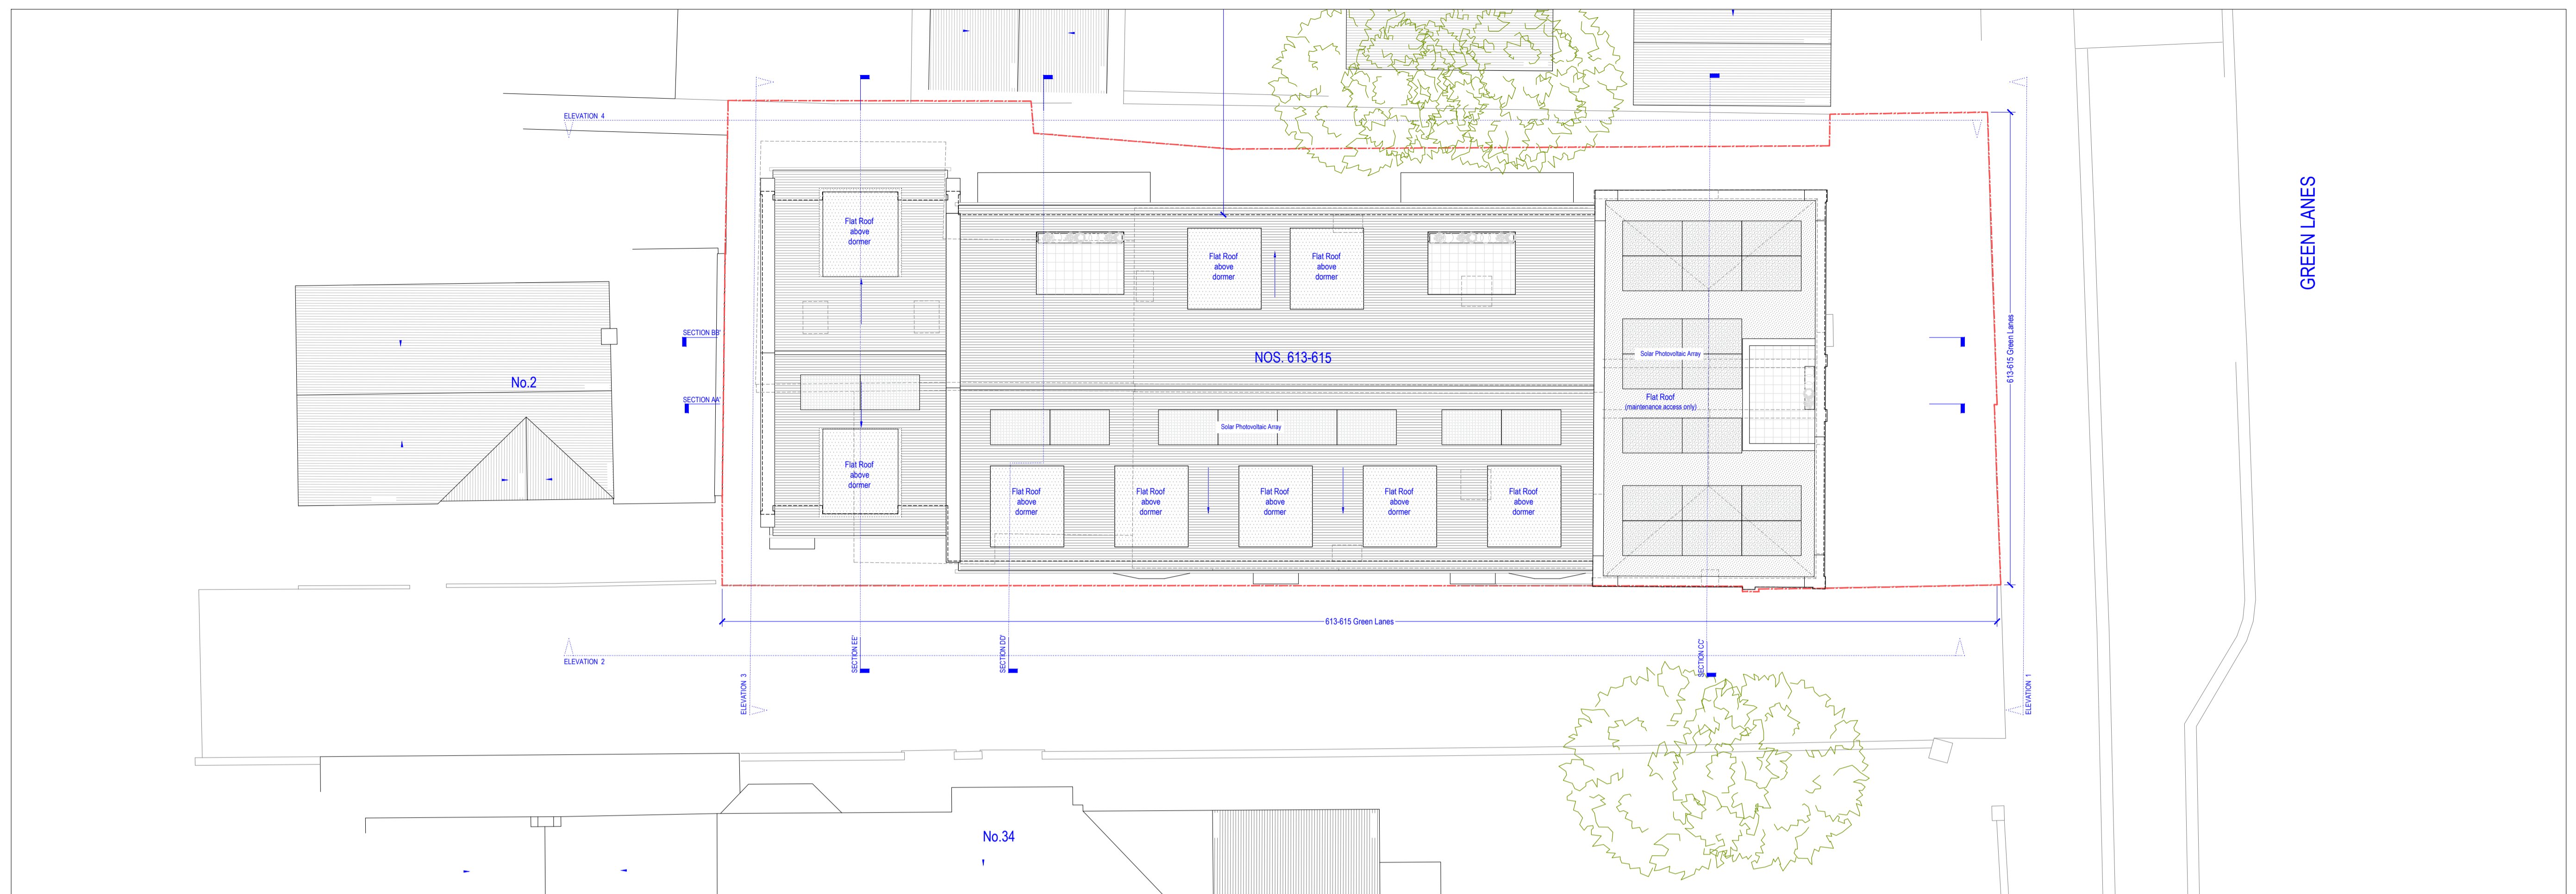 ELEVATION 4
GREEN LANES
Flat Roof
above
dormer
Flat Roof
above
dormer
Flat Roof
above
dormer
SECTION BB'
613-615 Green Lanes
NOS. 613-615
Solar Photovoltaic Array
No.2
SECTION AA'
Flat Roof
(maintenance access only)
Solar Photovoltaic Array
Flat Roof
above
dormer
Flat Roof
above
dormer
Flat Roof
above
dormer
Flat Roof
above
dormer
Flat Roof
above
dormer
Flat Roof
above
dormer
613-615 Green Lanes
SECTION EE'
SECTION DD'
SECTION CC'
ELEVATION 2
ELEVATION 3
ELEVATION 1
No.34